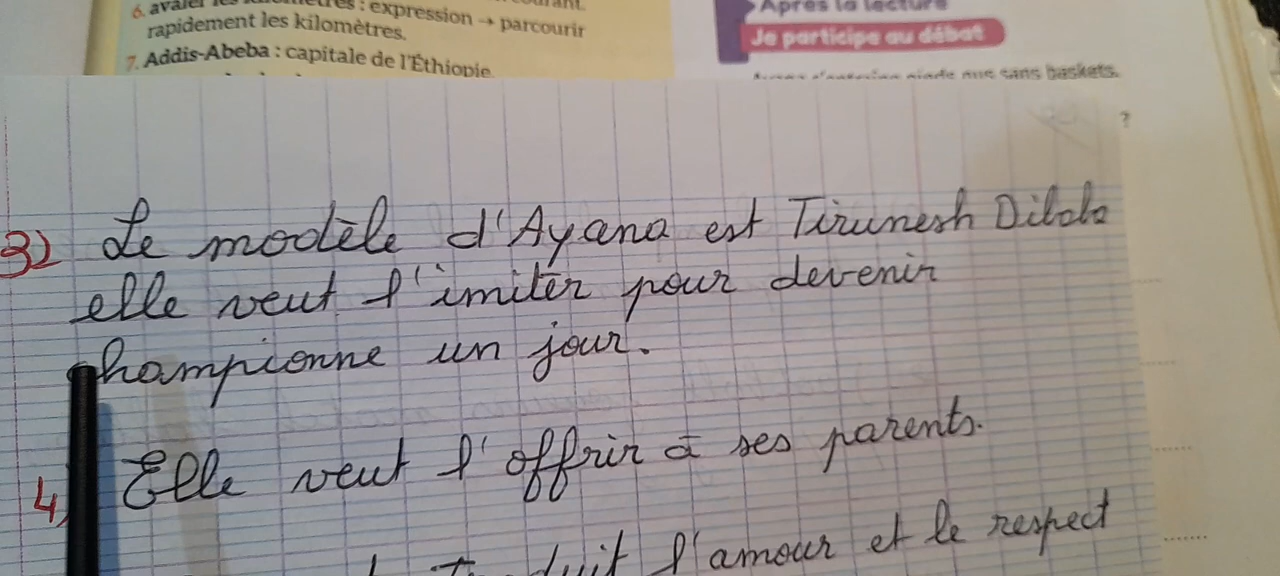 6. avaler les kilomètres : expression → parcourir
rapidement les kilomètres.
7. Addis-Abeba : capitale de l'Éthiopie
Après la lecture
Je participe au débat
sans baskets.
?
3) Le modèle d'Ayana est Tirunesh Dibaba
elle veut l'imiter pour devenir
championne un jour.
4) Elle veut l'offrir à ses parents.
l'amour et le respect